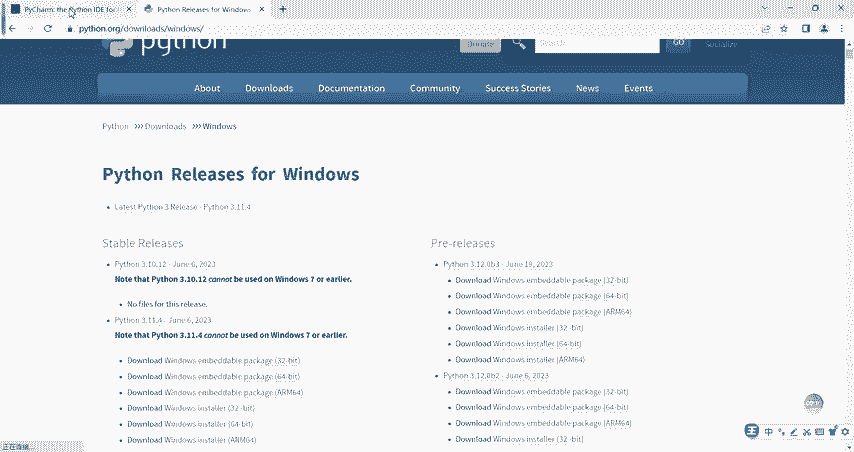 PyCharm: the Python IDE for
Python Releases for Windows
python.org/downloads/windows/
python
Donate
Search
GO
Socialize
About Downloads Documentation Community Success Stories News Events
Python >>> Downloads >>> Windows
Python Releases for Windows
Latest Python 3 Release - Python 3.11.4
Stable Releases
Python 3.10.12 - June 6, 2023
Note that Python 3.10.12 cannot be used on Windows 7 or earlier.
No files for this release.
Python 3.11.4 - June 6, 2023
Note that Python 3.11.4 cannot be used on Windows 7 or earlier.
Download Windows embeddable package (32-bit)
Download Windows embeddable package (64-bit)
Download Windows embeddable package (ARM64)
Download Windows installer (32 -bit)
Download Windows installer (64-bit)
Download Windows installer (ARM64)
Pre-releases
Python 3.12.0b3 - June 19, 2023
Download Windows embeddable package (32-bit)
Download Windows embeddable package (64-bit)
Download Windows embeddable package (ARM64)
Download Windows installer (32 -bit)
Download Windows installer (64-bit)
Download Windows installer (ARM64)
Python 3.12.0b2 - June 6, 2023
Download Windows embeddable package (32-bit)
Download Windows embeddable package (64-bit)
Download Windows embeddable package (ARM64)
Download Windows installer (32 -bit)
王 中